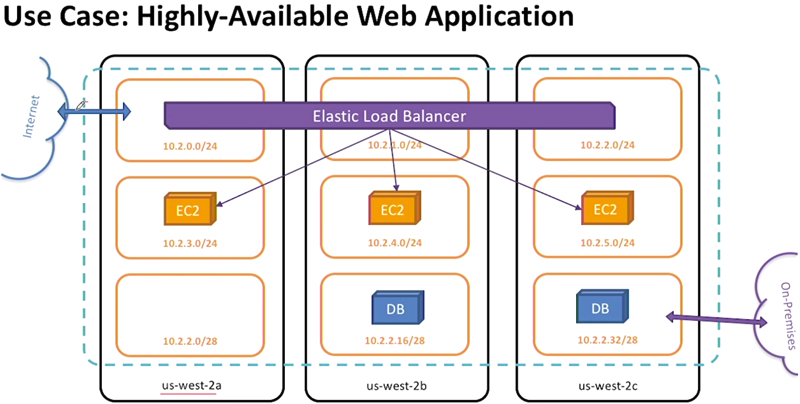 Use Case: Highly-Available Web Application
Internet
Elastic Load Balancer
10.2.0.0/24
10.2.1.0/24
10.2.2.0/24
EC2
EC2
EC2
10.2.3.0/24
10.2.4.0/24
10.2.5.0/24
DB
DB
On-Premises
10.2.2.0/28
10.2.2.16/28
10.2.2.32/28
us-west-2a
us-west-2b
us-west-2c